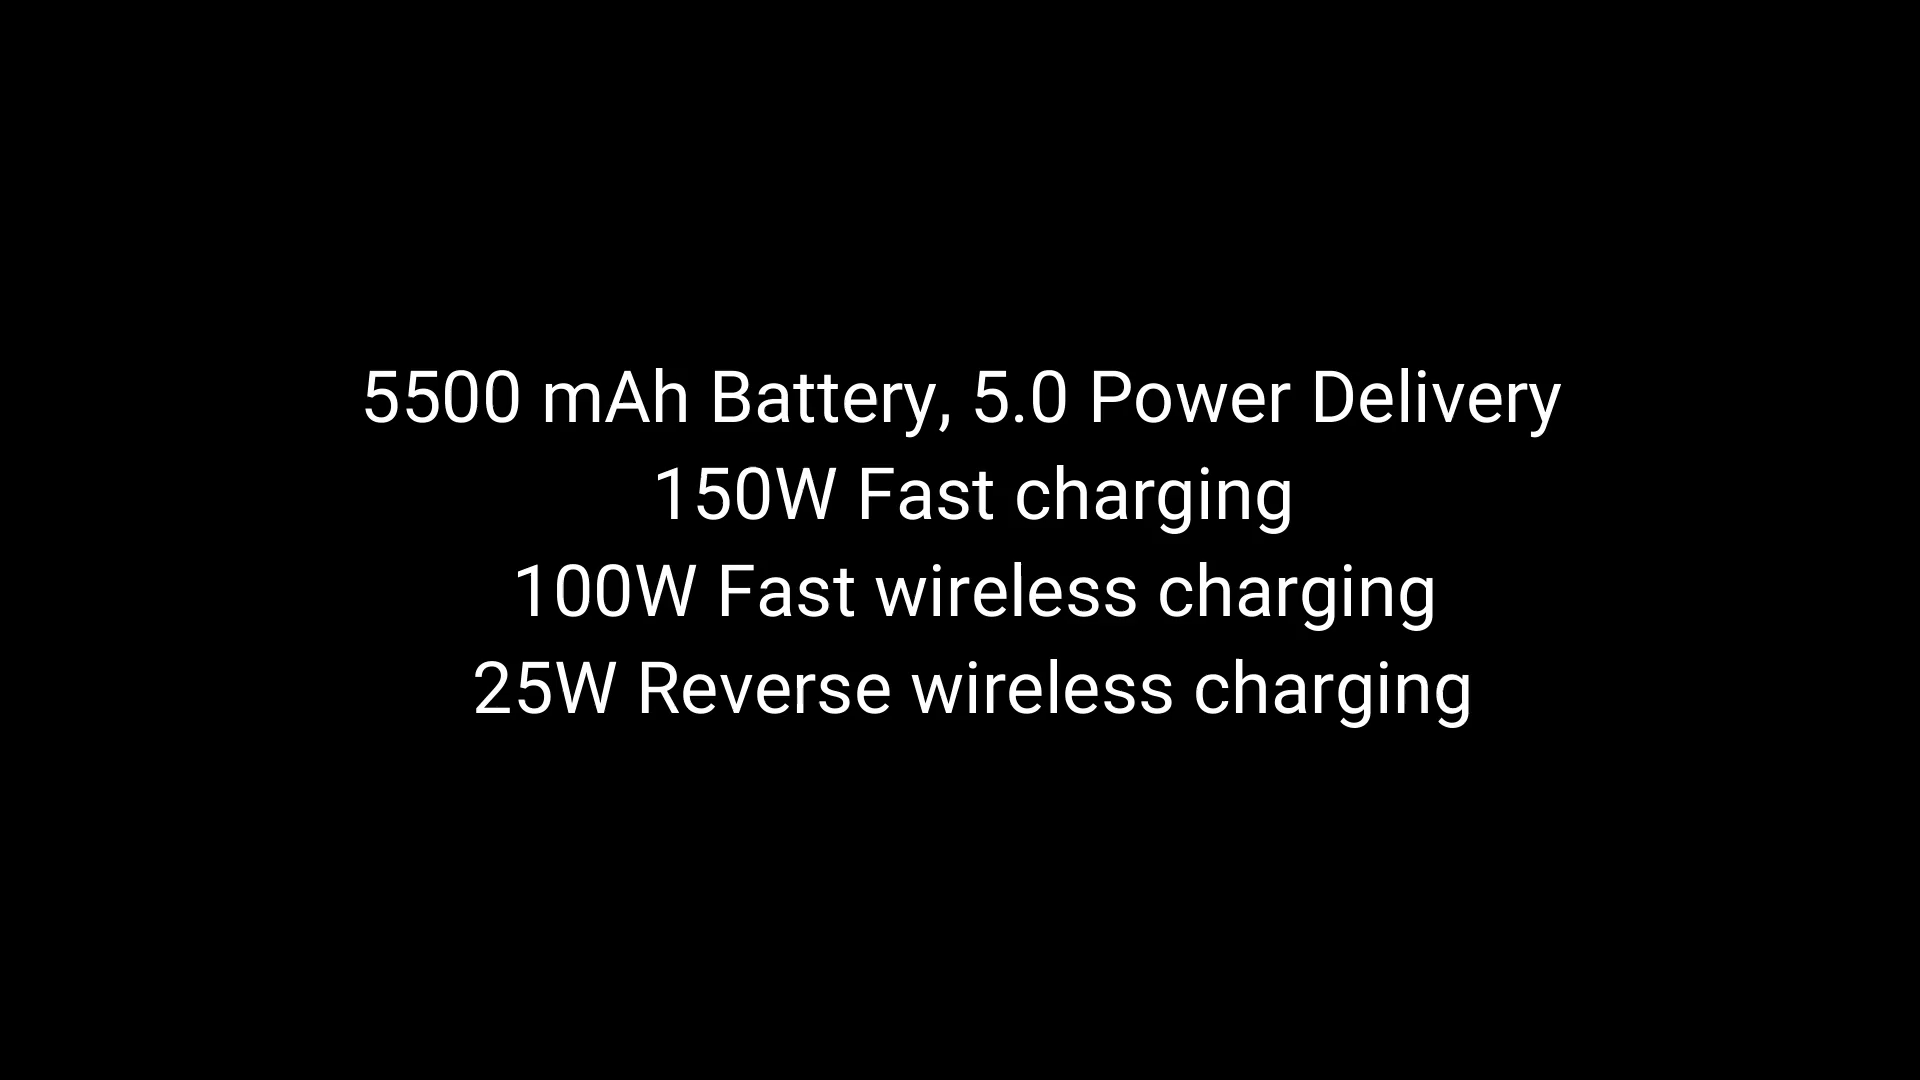 5500 mAh Battery, 5.0 Power Delivery
150W Fast charging
100W Fast wireless charging
25W Reverse wireless charging